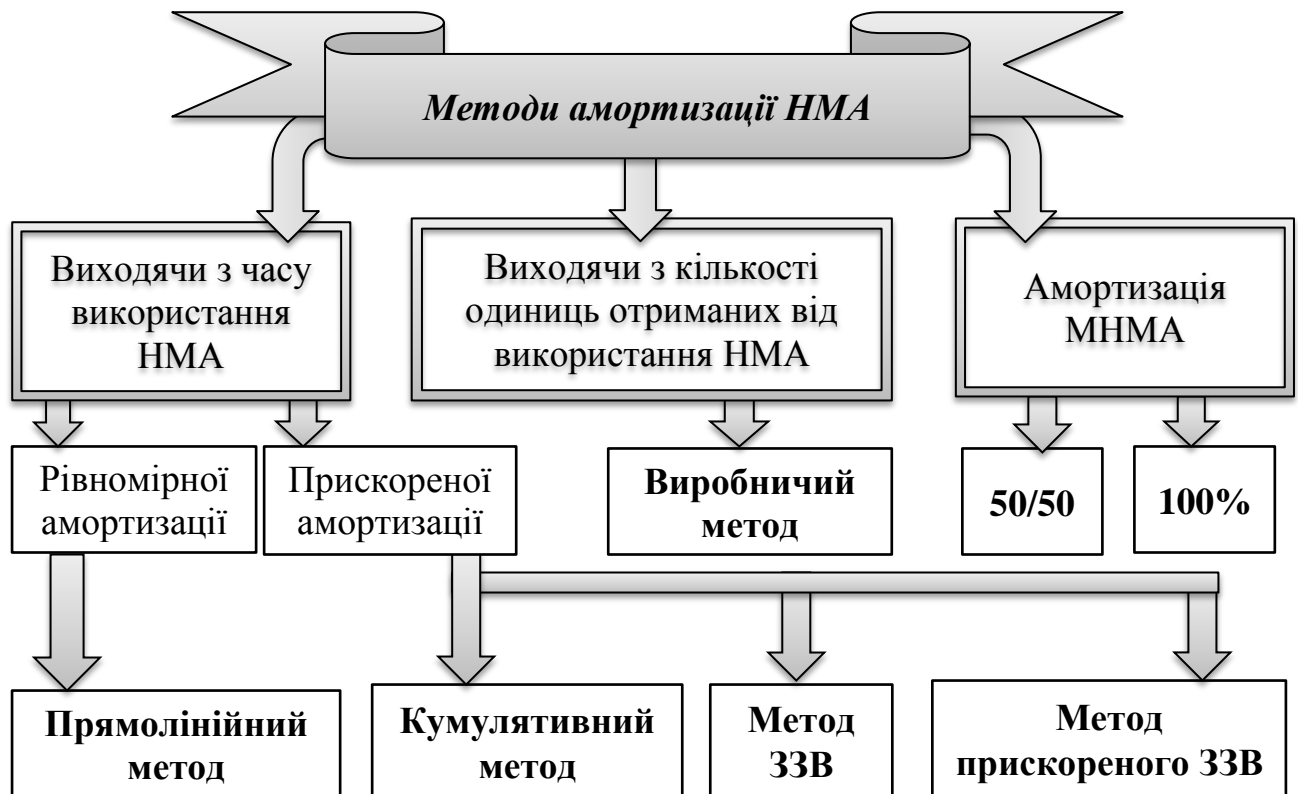 Методи амортизації НМА
Виходячи з часу
використання
НМА
Виходячи з кількості
одиниць отриманих від
використання НМА
Амортизація
МНМА
Рівномірної
амортизації
Прискореної
амортизації
Виробничий
метод
50/50
100%
Прямолінійний
метод
Кумулятивний
метод
Метод
ЗЗВ
Метод
прискореного ЗЗВ